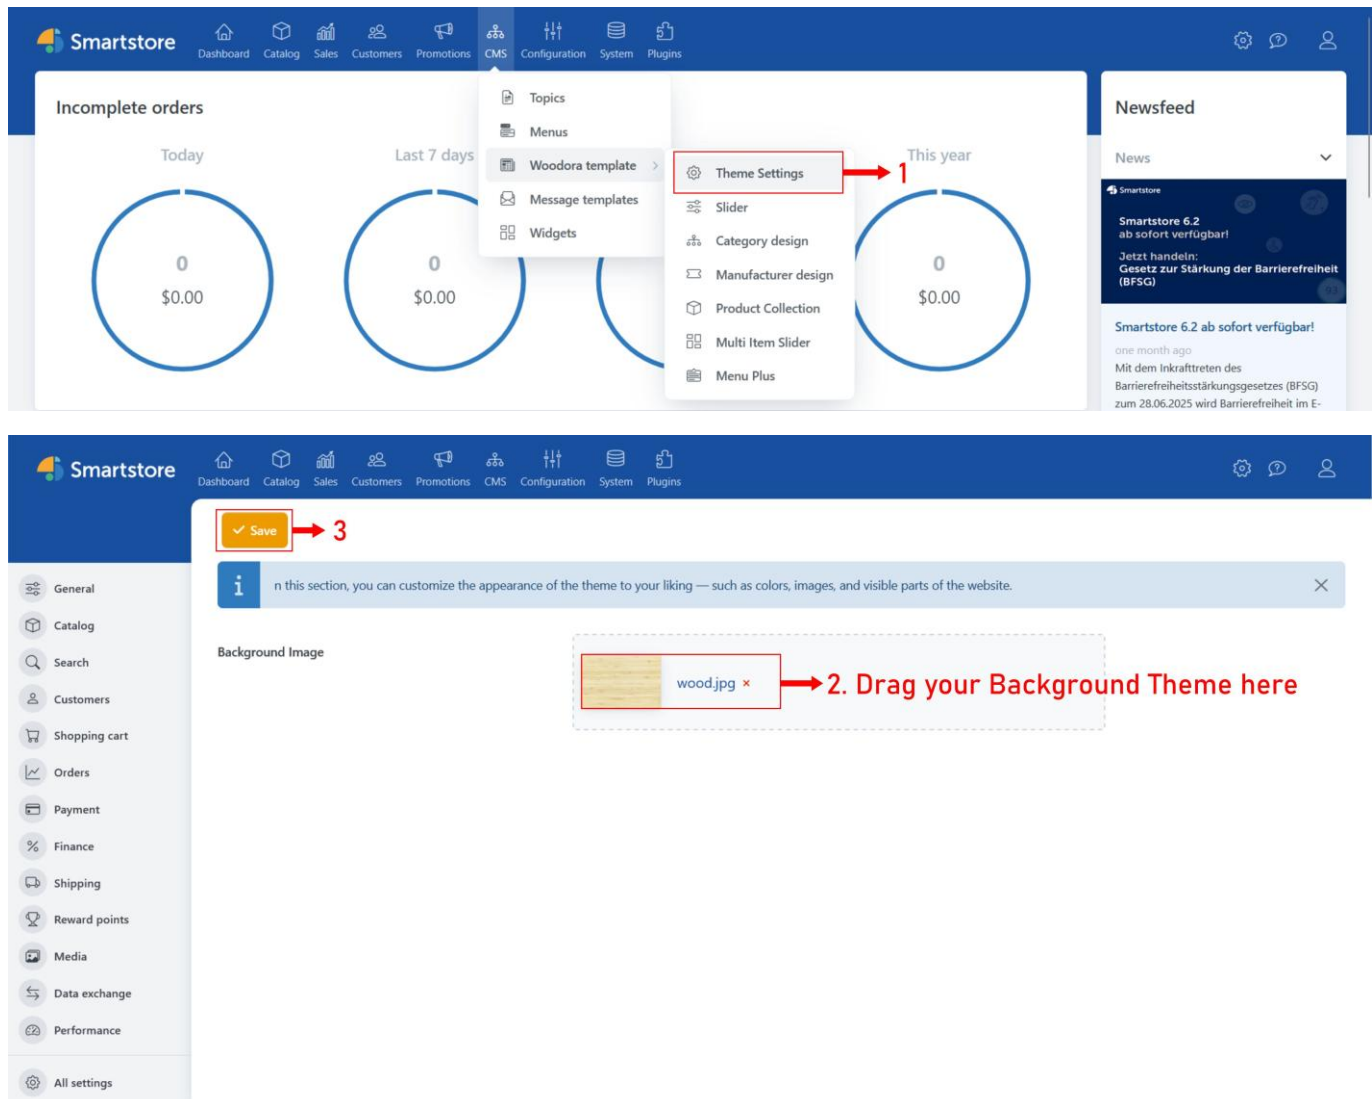 Smartstore
Dashboard Catalog Sales Customers Promotions CMS Configuration System Plugins
Incomplete orders
Today
0
$0.00
Last 7 days
0
$0.00
This year
0
$0.00
Topics
Menus
Woodora template
Message templates
Widgets
Theme Settings
1
Slider
Category design
Manufacturer design
Product Collection
Multi Item Slider
Menu Plus
Newsfeed
News
Smartstore
Smartstore 6.2
ab sofort verfügbar!
Jetzt handeln:
Gesetz zur Stärkung der Barrierefreiheit
(BFSG)
Smartstore 6.2 ab sofort verfügbar!
one month ago
Mit dem Inkrafttreten des
Barrierefreiheitsstärkungsgesetzes (BFSG)
zum 28.06.2025 wird Barrierefreiheit im E-
Smartstore
Dashboard Catalog Sales Customers Promotions CMS Configuration System Plugins
Save
3
n this section, you can customize the appearance of the theme to your liking — such as colors, images, and visible parts of the website.
Background Image
wood.jpg ×
2. Drag your Background Theme here
General
Catalog
Search
Customers
Shopping cart
Orders
Payment
Finance
Shipping
Reward points
Media
Data exchange
Performance
All settings